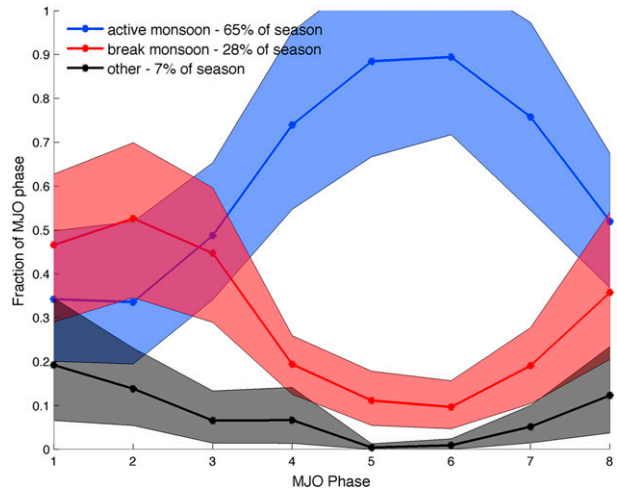 1
active monsoon - 65% of season
break monsoon - 28% of season
other - 7% of season
0.9
0.8
0.7
0.6
0.5
0.4
0.3
0.2
0.1
0
Fraction of MJO phase
1 2 3 4 5 6 7 8
MJO Phase